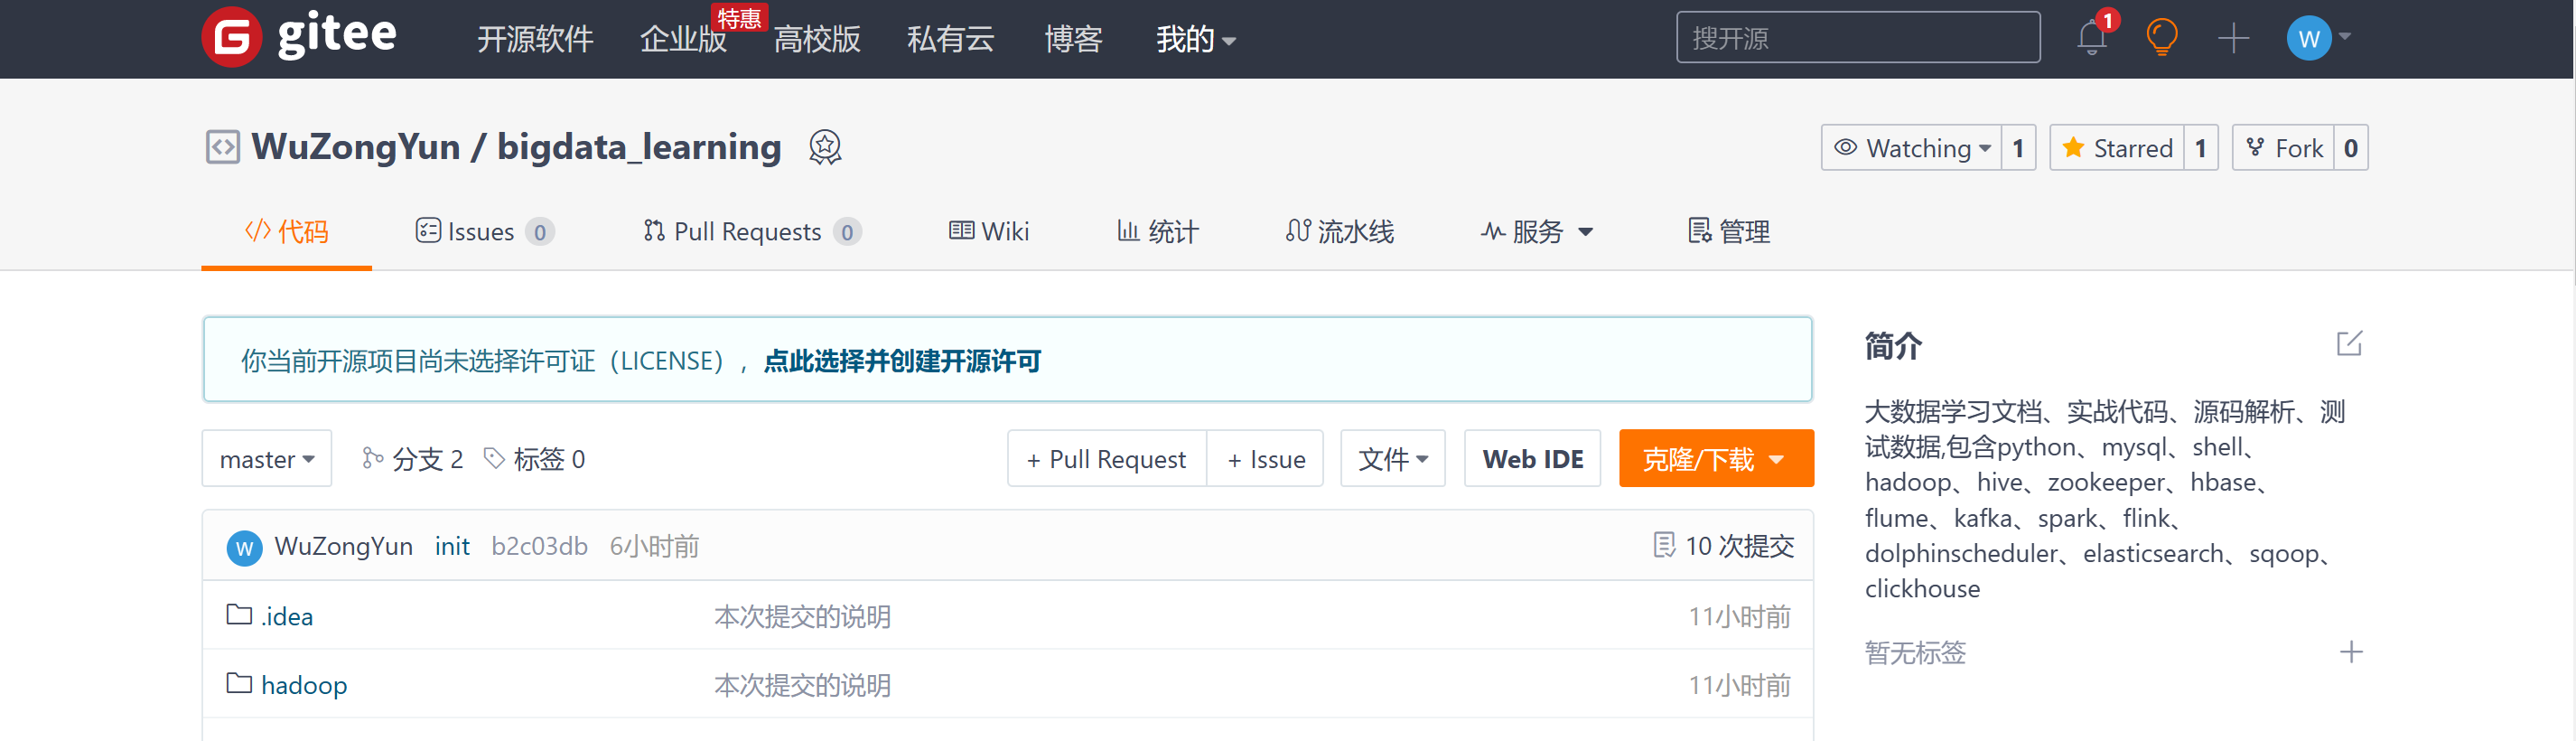 gitee 开源软件 企业版 特惠 高校版 私有云 博客 我的 搜开源 1 W
WuZongYun / bigdata_learning Watching 1 Starred 1 Fork 0
代码 Issues 0 Pull Requests 0 Wiki 统计 流水线 服务 管理
你当前开源项目尚未选择许可证（LICENSE），点此选择并创建开源许可
master 分支 2 标签 0 + Pull Request + Issue 文件 Web IDE 克隆/下载
W WuZongYun init b2c03db 6小时前 10 次提交
.idea 本次提交的说明 11小时前
hadoop 本次提交的说明 11小时前
简介
大数据学习文档、实战代码、源码解析、测
试数据,包含python、mysql、shell、
hadoop、hive、zookeeper、hbase、
flume、kafka、spark、flink、
dolphinscheduler、elasticsearch、sqoop、
clickhouse
暂无标签